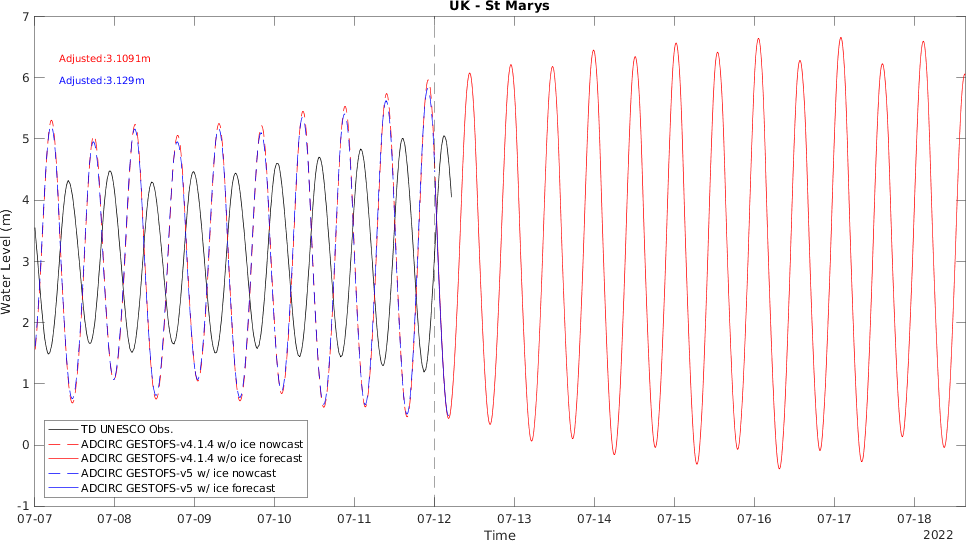 UK - St Marys
7
6
5
4
3
2
1
0
-1
Water Level (m)
Adjusted:3.1091m
Adjusted:3.129m
TD UNESCO Obs.
ADCIRC GESTOFS-v4.1.4 w/o ice nowcast
ADCIRC GESTOFS-v4.1.4 w/o ice forecast
ADCIRC GESTOFS-v5 w/ ice nowcast
ADCIRC GESTOFS-v5 w/ ice forecast
07-07 07-08 07-09 07-10 07-11 07-12 07-13 07-14 07-15 07-16 07-17 07-18
Time
2022